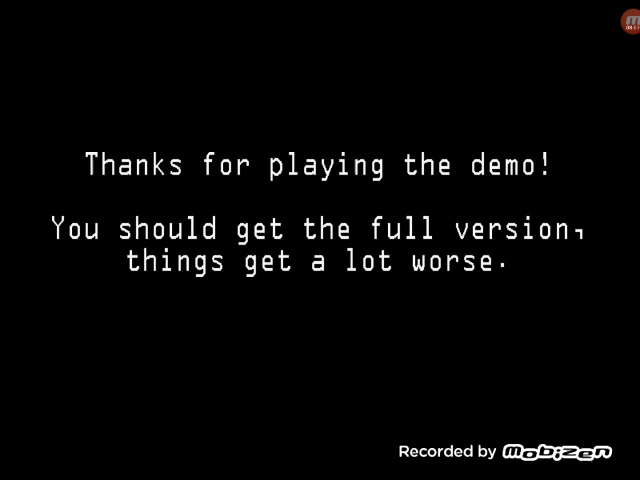 Thanks for playing the demo!
You should get the full version,
things get a lot worse.
Recorded by mobizen